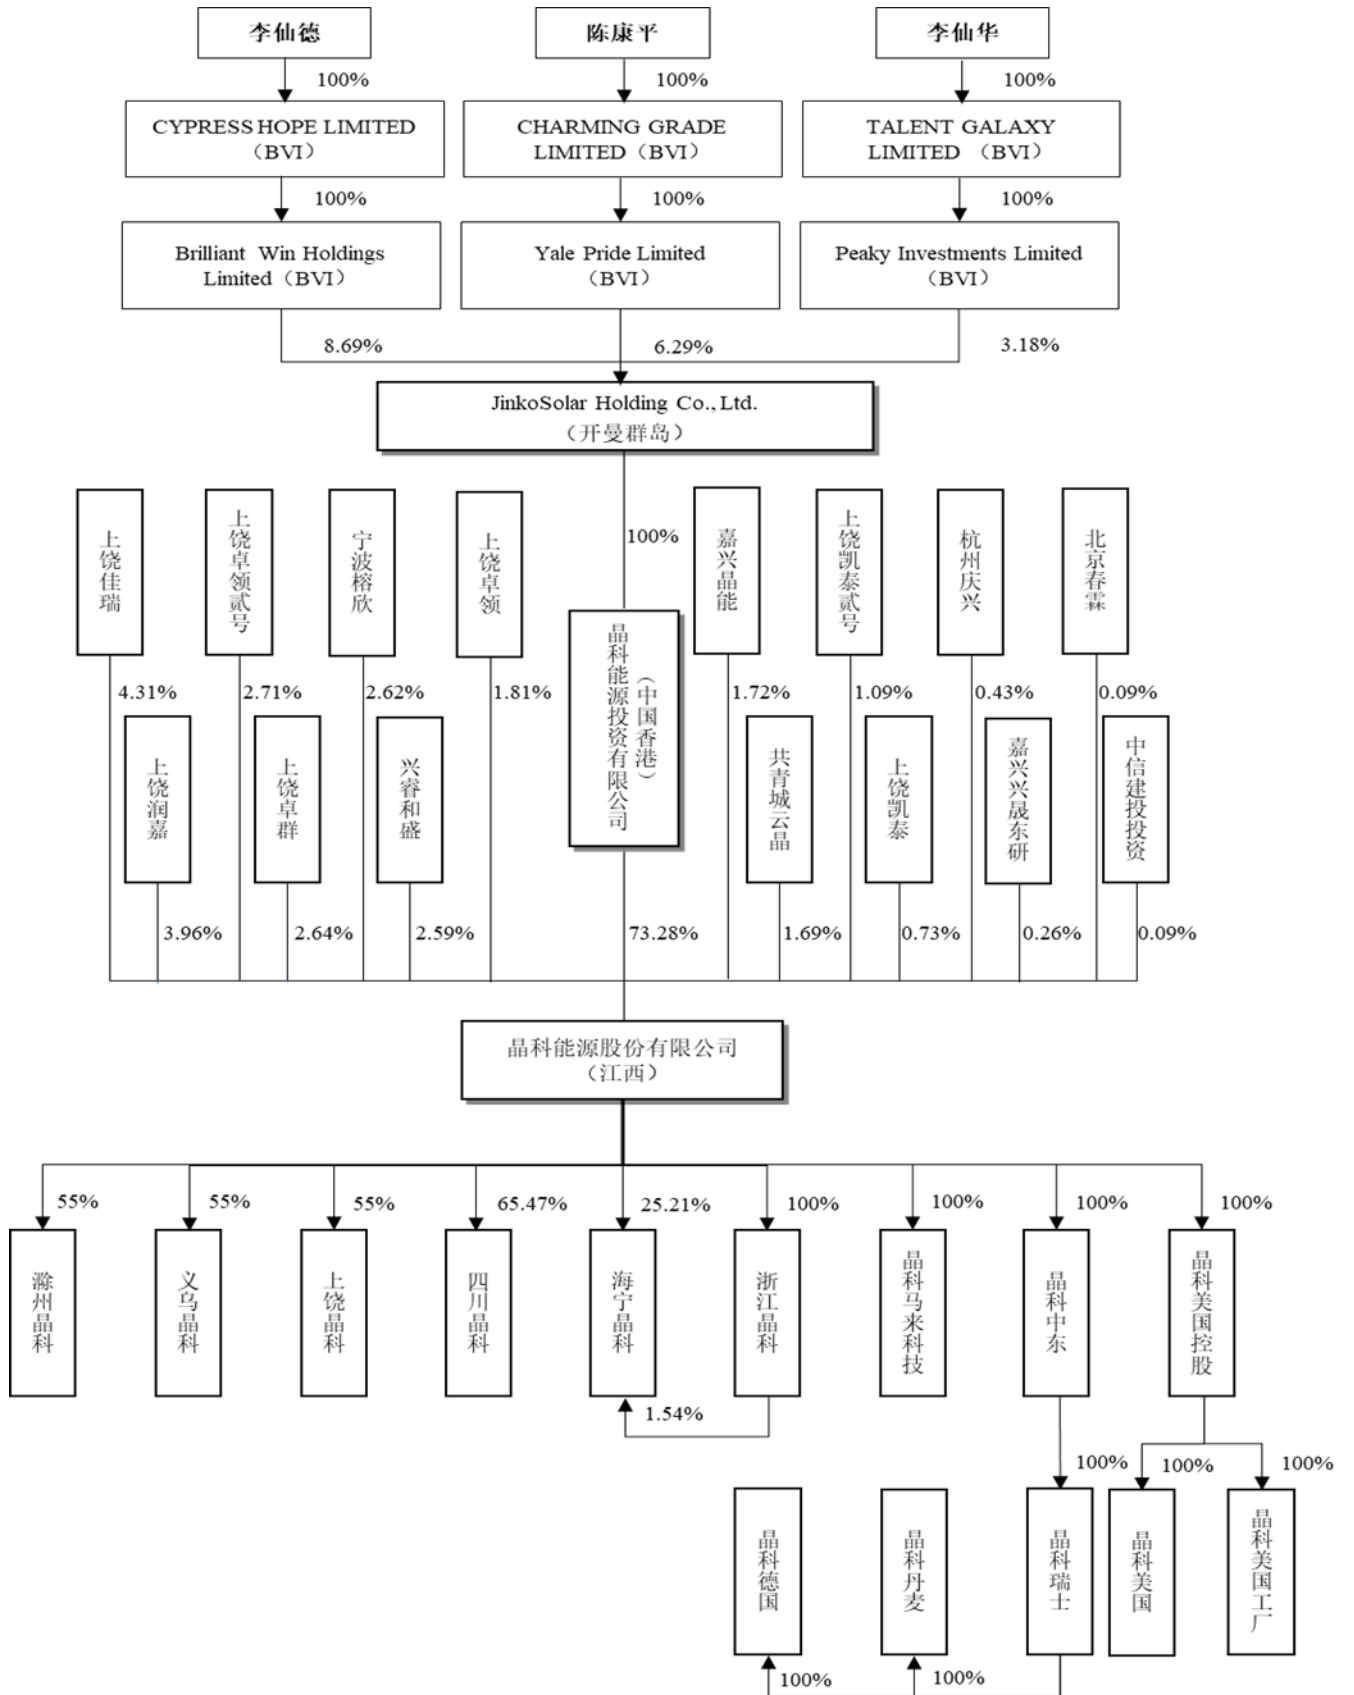 李仙德
陈康平
李仙华
100%
100%
100%
CYPRESS HOPE LIMITED
（BVI）
CHARMING GRADE
LIMITED（BVI）
TALENT GALAXY
LIMITED （BVI）
100%
100%
100%
Brilliant Win Holdings
Limited（BVI）
Yale Pride Limited
（BVI）
Peaky Investments Limited
（BVI）
8.69%
6.29%
3.18%
JinkoSolar Holding Co., Ltd.
（开曼群岛）
100%
上饶佳瑞
上饶卓领贰号
宁波榕欣
上饶卓领
嘉兴晶能
上饶凯泰贰号
杭州庆兴
北京春霖
晶科能源投资有限公司
（中国香港）
4.31%
2.71%
2.62%
1.81%
1.72%
1.09%
0.43%
0.09%
上饶润嘉
上饶卓群
兴睿和盛
共青城云晶
上饶凯泰
嘉兴兴晟东研
中信建投投资
3.96%
2.64%
2.59%
73.28%
1.69%
0.73%
0.26%
0.09%
晶科能源股份有限公司
（江西）
55%
55%
55%
65.47%
25.21%
100%
100%
100%
100%
滁州晶科
义乌晶科
上饶晶科
四川晶科
海宁晶科
浙江晶科
晶科马来科技
晶科中东
晶科美国控股
1.54%
100%
100%
100%
晶科德国
晶科丹麦
晶科瑞士
晶科美国
晶科美国工厂
100%
100%